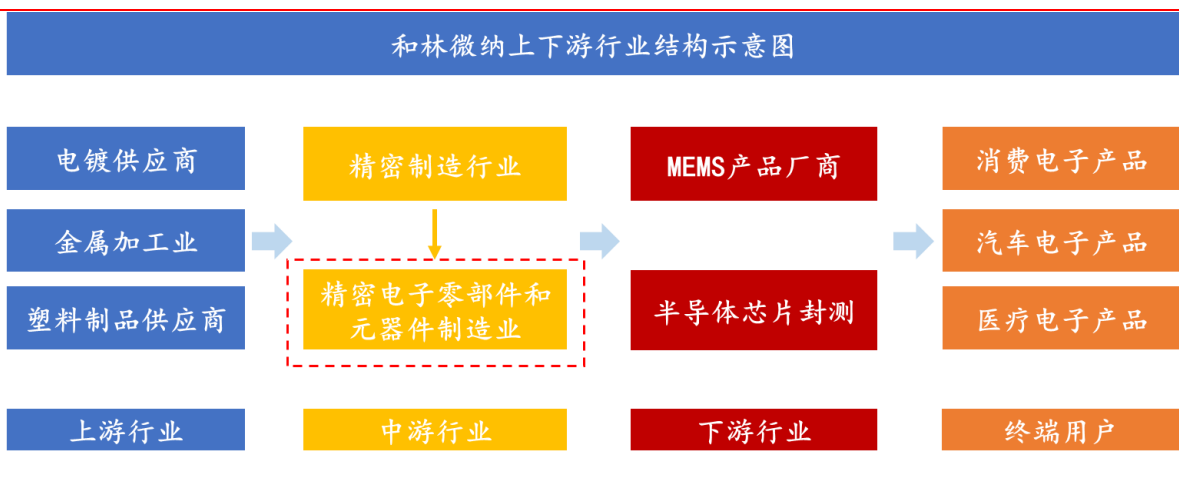 和林微纳上下游行业结构示意图
电镀供应商
金属加工业
塑料制品供应商
上游行业
精密制造行业
精密电子零部件和
元器件制造业
中游行业
MEMS产品厂商
半导体芯片封测
下游行业
消费电子产品
汽车电子产品
医疗电子产品
终端用户